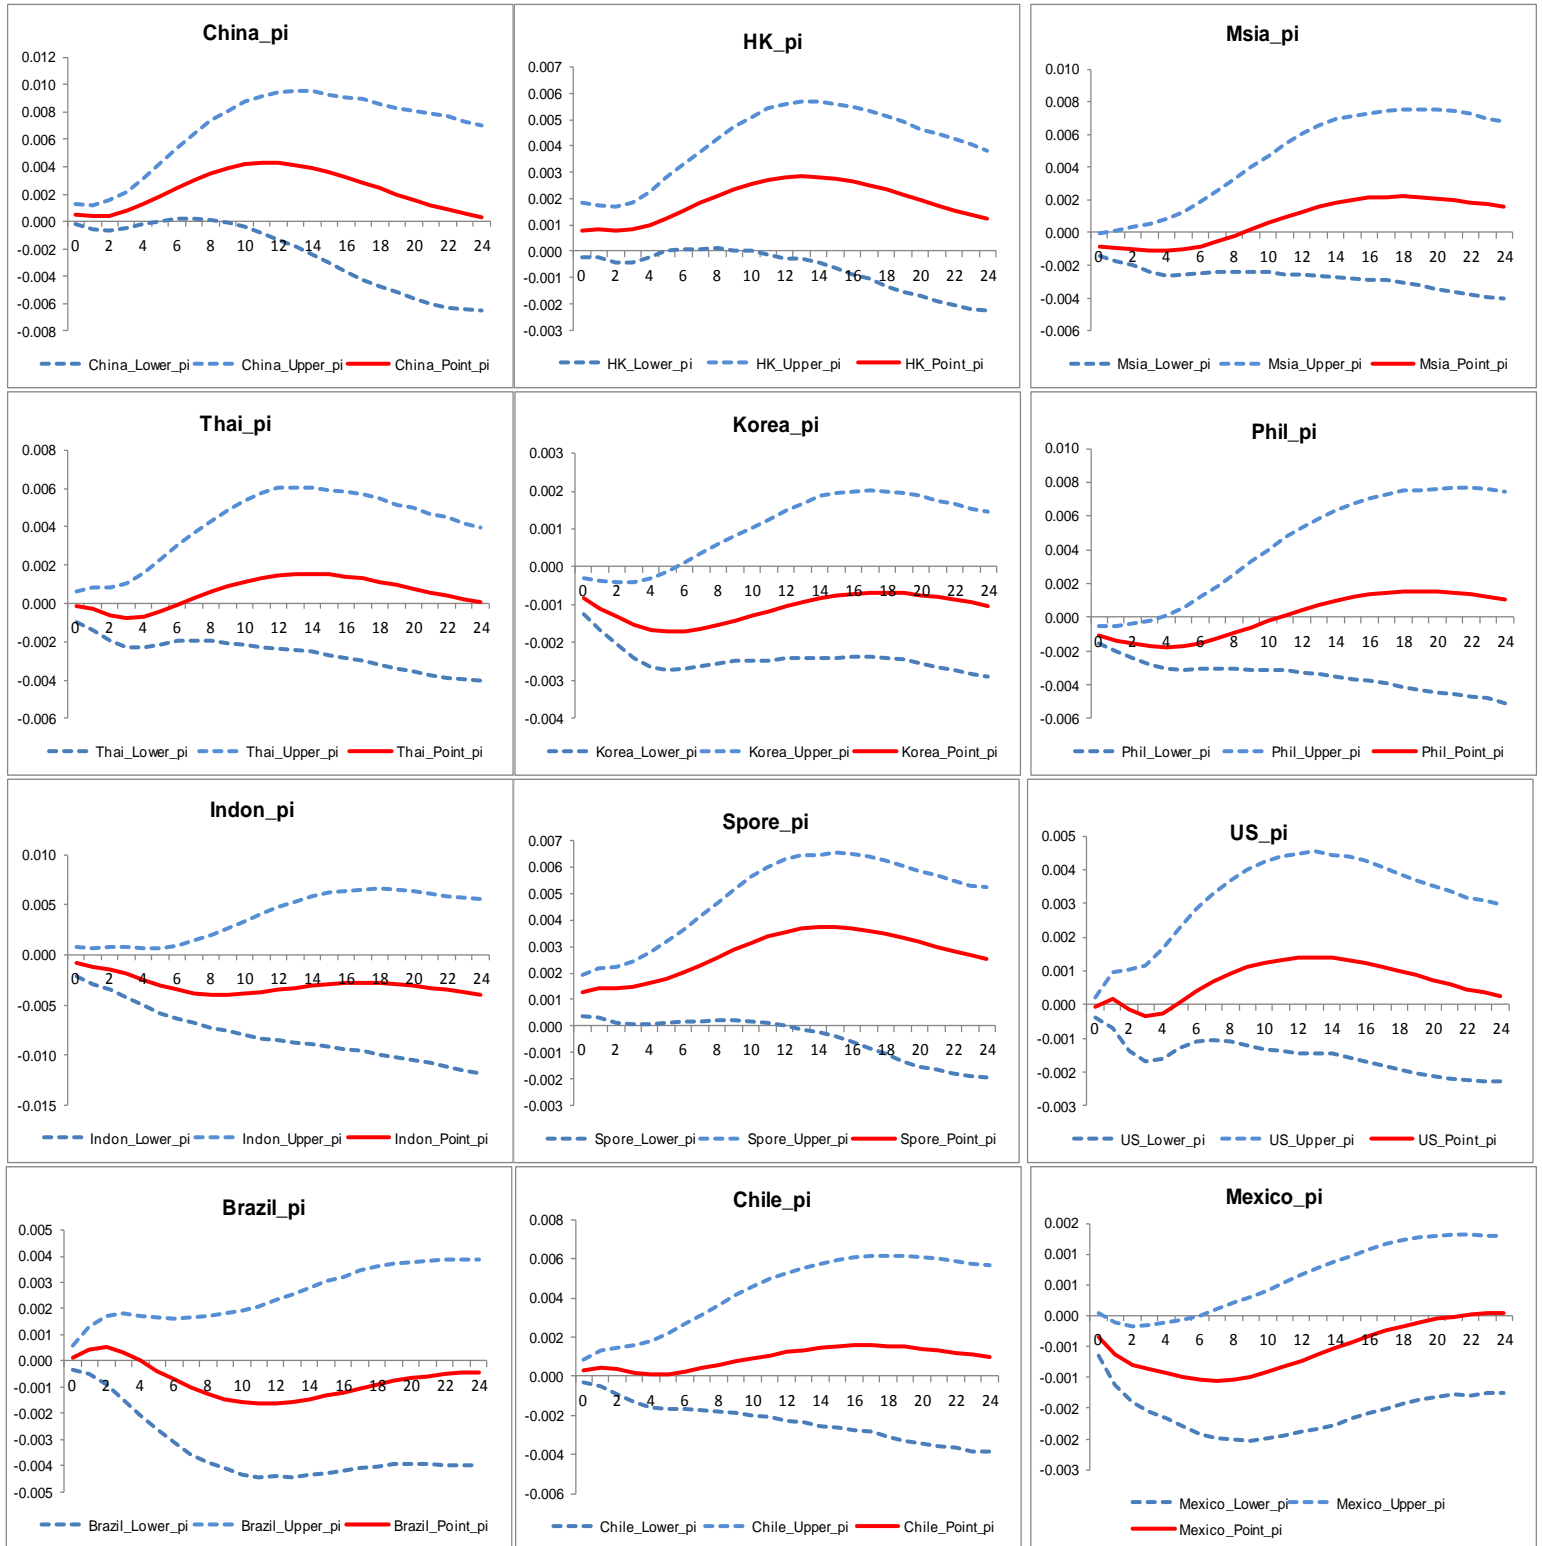 China_pi
0.012
0.010
0.008
0.006
0.004
0.002
0.000
-0.002
-0.004
-0.006
-0.008
0 2 4 6 8 10 12 14 16 18 20 22 24
China_Lower_pi China_Upper_pi China_Point_pi
HK_pi
0.007
0.006
0.005
0.004
0.003
0.002
0.001
0.000
-0.001
-0.002
-0.003
0 2 4 6 8 10 12 14 16 18 20 22 24
HK_Lower_pi HK_Upper_pi HK_Point_pi
Msia_pi
0.010
0.008
0.006
0.004
0.002
0.000
-0.002
-0.004
-0.006
0 2 4 6 8 10 12 14 16 18 20 22 24
Msia_Lower_pi Msia_Upper_pi Msia_Point_pi
Thai_pi
0.008
0.006
0.004
0.002
0.000
-0.002
-0.004
-0.006
0 2 4 6 8 10 12 14 16 18 20 22 24
Thai_Lower_pi Thai_Upper_pi Thai_Point_pi
Korea_pi
0.003
0.002
0.001
0.000
-0.001
-0.002
-0.003
-0.004
0 2 4 6 8 10 12 14 16 18 20 22 24
Korea_Lower_pi Korea_Upper_pi Korea_Point_pi
Phil_pi
0.010
0.008
0.006
0.004
0.002
0.000
-0.002
-0.004
-0.006
0 2 4 6 8 10 12 14 16 18 20 22 24
Phil_Lower_pi Phil_Upper_pi Phil_Point_pi
Indon_pi
0.010
0.005
0.000
-0.005
-0.010
-0.015
0 2 4 6 8 10 12 14 16 18 20 22 24
Indon_Lower_pi Indon_Upper_pi Indon_Point_pi
Spore_pi
0.007
0.006
0.005
0.004
0.003
0.002
0.001
0.000
-0.001
-0.002
-0.003
0 2 4 6 8 10 12 14 16 18 20 22 24
Spore_Lower_pi Spore_Upper_pi Spore_Point_pi
US_pi
0.005
0.004
0.003
0.002
0.001
0.000
-0.001
-0.002
-0.003
0 2 4 6 8 10 12 14 16 18 20 22 24
US_Lower_pi US_Upper_pi US_Point_pi
Brazil_pi
0.005
0.004
0.003
0.002
0.001
0.000
-0.001
-0.002
-0.003
-0.004
-0.005
0 2 4 6 8 10 12 14 16 18 20 22 24
Brazil_Lower_pi Brazil_Upper_pi Brazil_Point_pi
Chile_pi
0.008
0.006
0.004
0.002
0.000
-0.002
-0.004
-0.006
0 2 4 6 8 10 12 14 16 18 20 22 24
Chile_Lower_pi Chile_Upper_pi Chile_Point_pi
Mexico_pi
0.002
0.001
0.001
0.000
-0.001
-0.001
-0.002
-0.002
-0.003
0 2 4 6 8 10 12 14 16 18 20 22 24
Mexico_Lower_pi Mexico_Upper_pi
Mexico_Point_pi